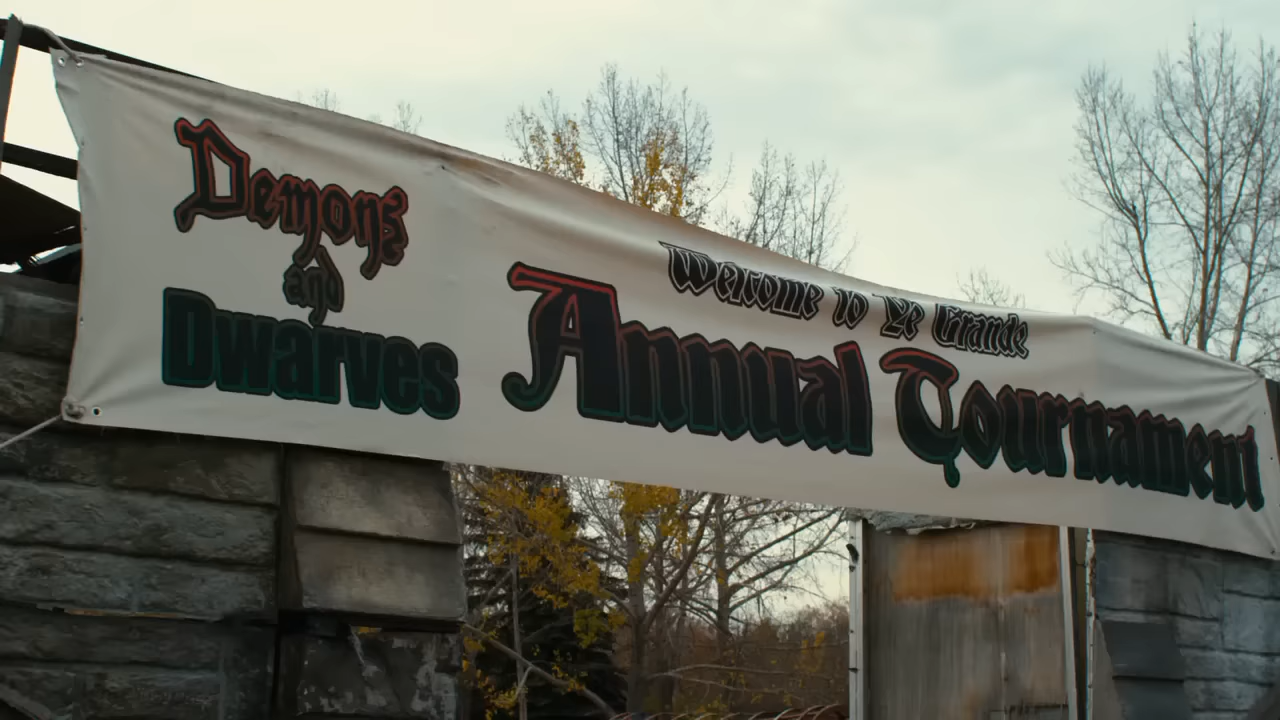 Demons
and
Dwarves
Welcome to Ye Grande
Annual Tournament